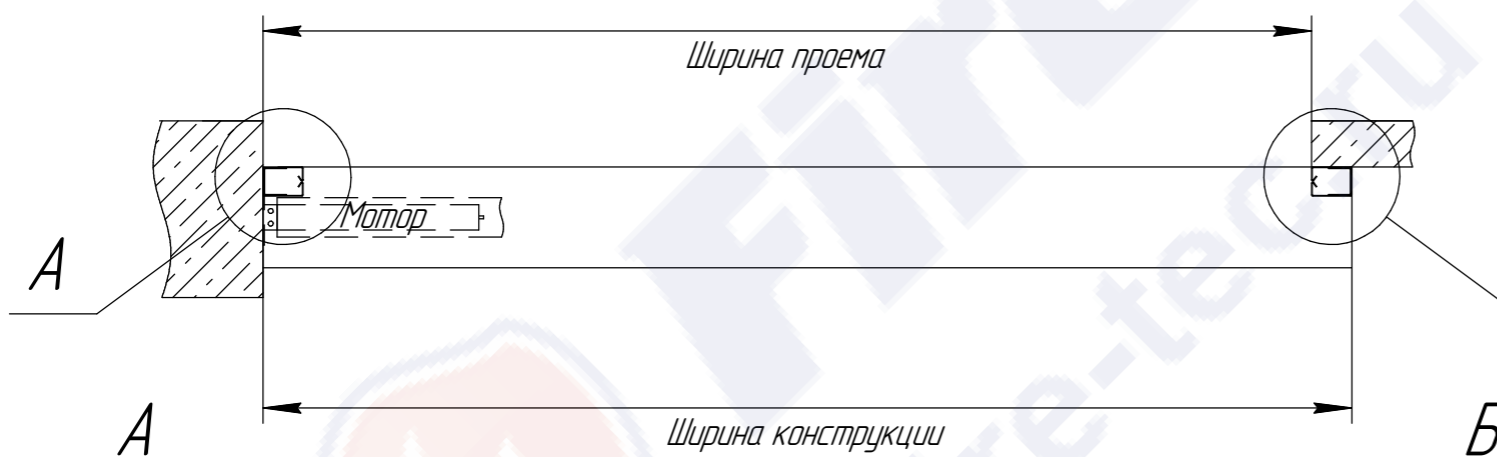 Ширина проема
Мотор
А
Ширина конструкции
А
Б